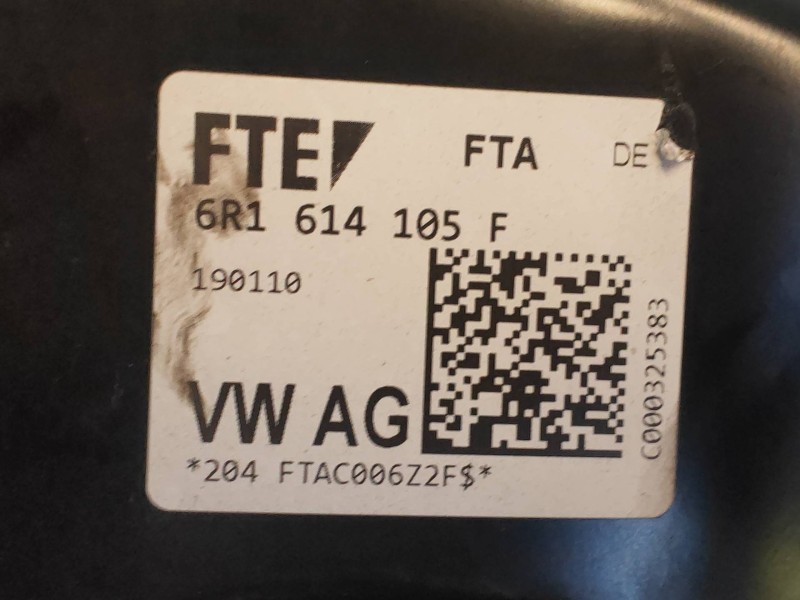 FTE FTA DE
6R1 614 105 F
190110
VW AG
*204 FTAC006Z2F$*
C000325383